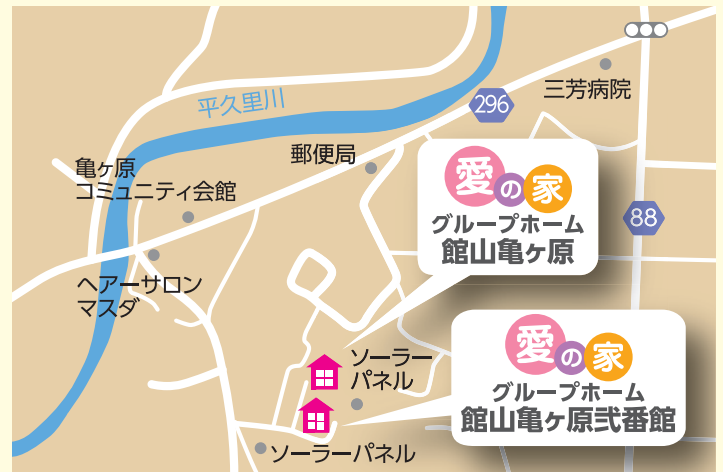 平久里川
296
三芳病院
郵便局
亀ヶ原
コミュニティ会館
愛の家
グループホーム
館山亀ヶ原
88
ヘアーサロン
マスダ
ソーラー
パネル
愛の家
グループホーム
館山亀ヶ原弐番館
ソーラーパネル